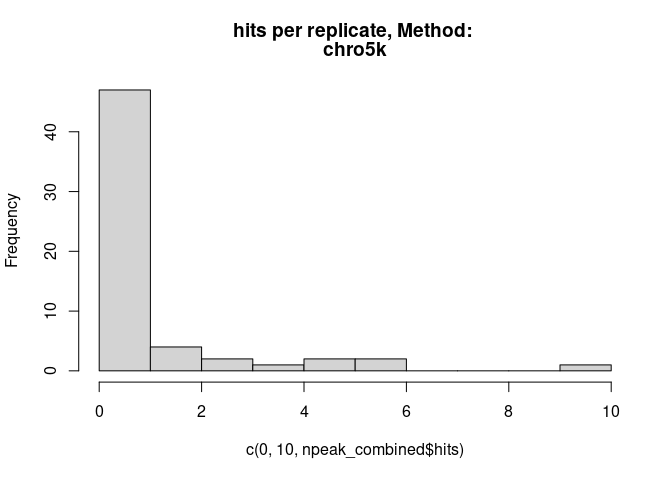 hits per replicate, Method:
chro5k
Frequency
40
30
20
10
0
0 2 4 6 8 10
c(0, 10, npeak_combined$hits)